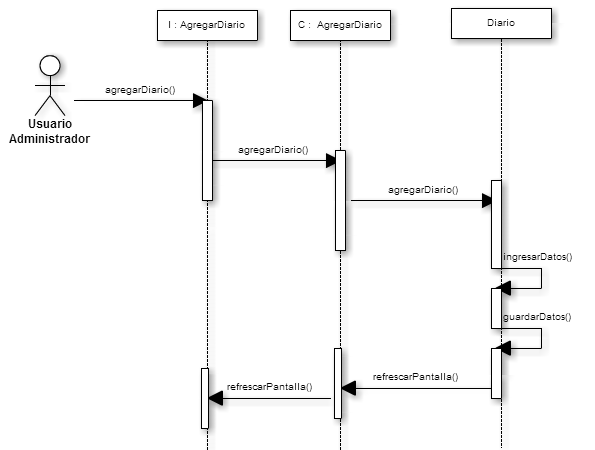 I : AgregarDiario
C : AgregarDiario
Diario
agregarDiario()
Usuario
Administrador
agregarDiario()
agregarDiario()
ingresarDatos()
guardarDatos()
refrescarPantalla()
refrescarPantalla()